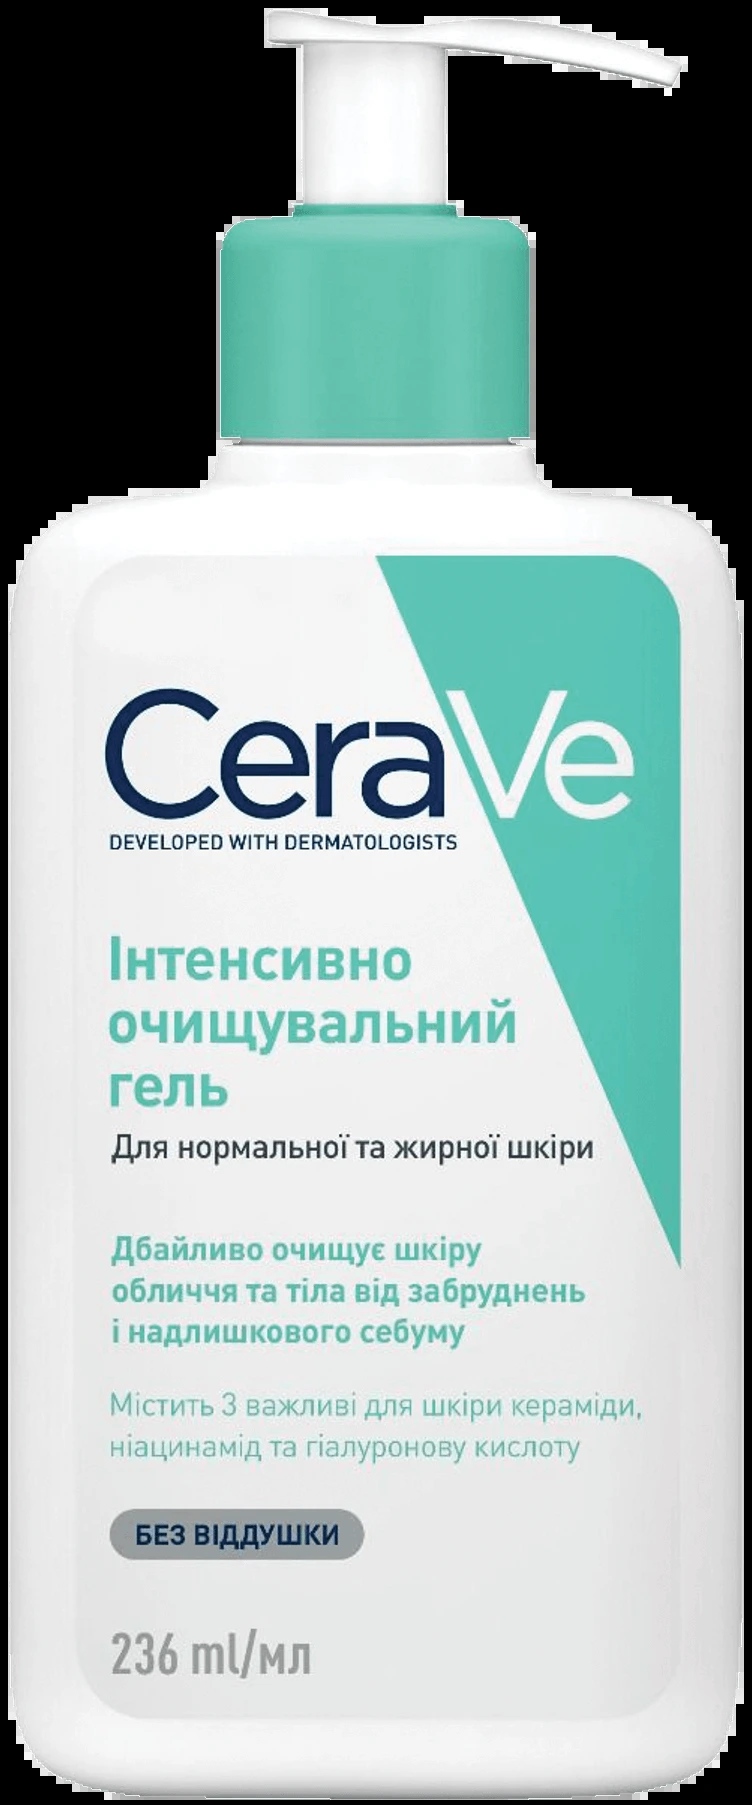 CeraVe
DEVELOPED WITH DERMATOLOGISTS
Інтенсивно
очищувальний
гель
Для нормальної та жирної шкіри
Дбайливо очищує шкіру
обличчя та тіла від забруднень
і надлишкового себуму
Містить 3 важливі для шкіри кераміди,
ніацинамід та гіалуронову кислоту
БЕЗ ВІДДУШКИ
236 ml/мл